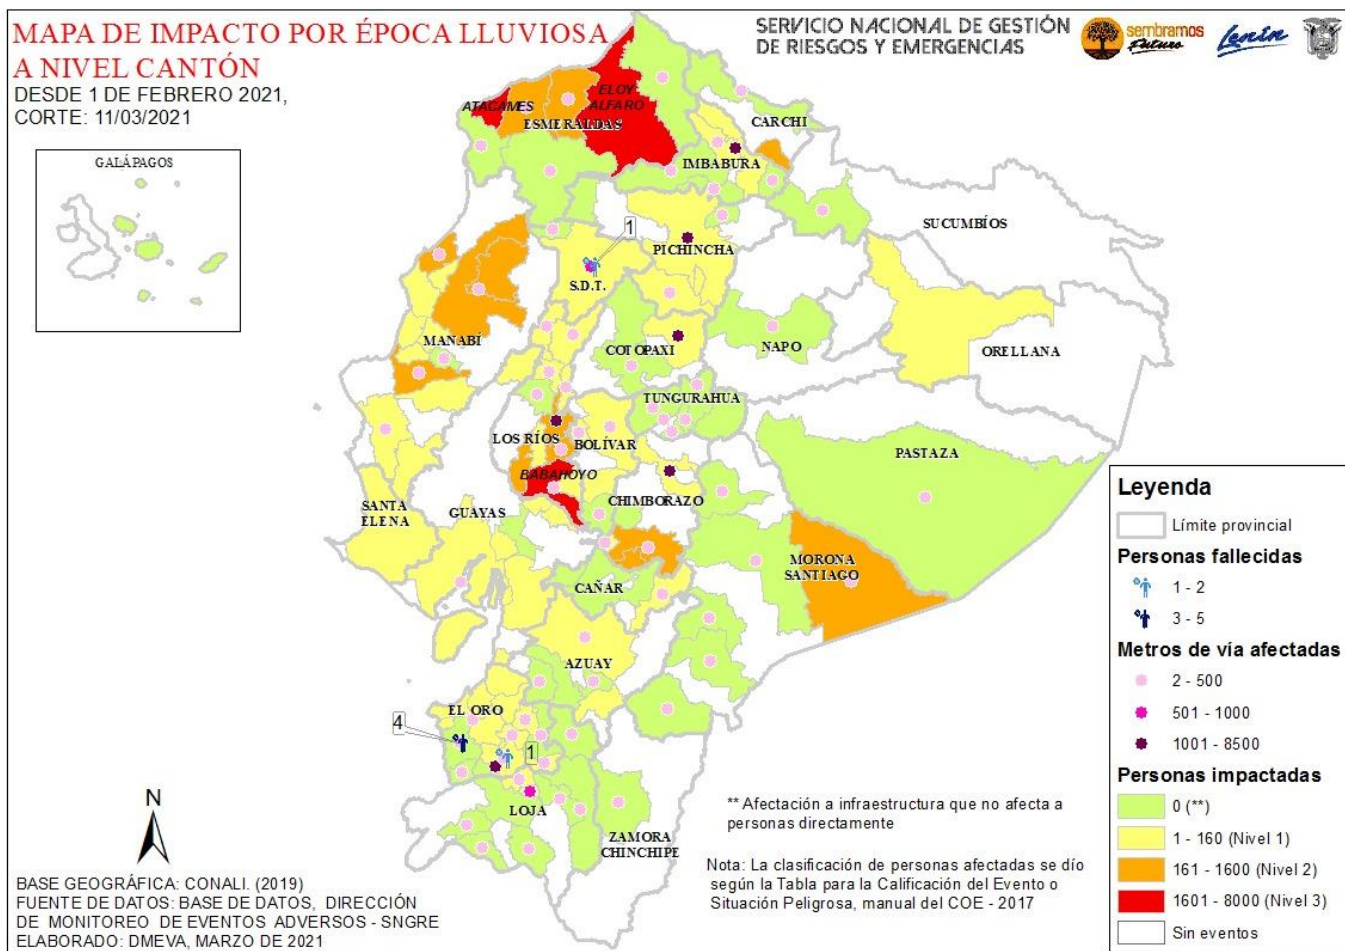 MAPA DE IMPACTO POR ÉPOCA LLUVIOSA
A NIVEL CANTÓN
DESDE 1 DE FEBRERO 2021,
CORTE: 11/03/2021
SERVICIO NACIONAL DE GESTIÓN
DE RIESGOS Y EMERGENCIAS
sembramos
Futuro
Lenín
GALÁPAGOS
ATACAMES
ELOY
ALFARO
ESMERALDAS
CARCHI
IMBABURA
SUCUMBÍOS
1
PICHINCHA
S.D.T.
MANABÍ
COTOPAXI
NAPO
ORELLANA
TUNGURAHUA
LOS RÍOS
BOLÍVAR
PASTAZA
BABAHOYO
CHIMBORAZO
SANTA
ELENA
GUAYAS
MORONA
SANTIAGO
CAÑAR
AZUAY
EL ORO
4
1
LOJA
ZAMORA
CHINCHIPE
N
** Afectación a infraestructura que no afecta a
personas directamente
Nota: La clasificación de personas afectadas se dío
según la Tabla para la Calificación del Evento o
Situación Peligrosa, manual del COE - 2017
BASE GEOGRÁFICA: CONALI. (2019)
FUENTE DE DATOS: BASE DE DATOS, DIRECCIÓN
DE MONITOREO DE EVENTOS ADVERSOS - SNGRE
ELABORADO: DMEVA, MARZO DE 2021
Leyenda
Límite provincial
Personas fallecidas
1 - 2
3 - 5
Metros de vía afectadas
2 - 500
501 - 1000
1001 - 8500
Personas impactadas
0 (**)
1 - 160 (Nivel 1)
161 - 1600 (Nivel 2)
1601 - 8000 (Nivel 3)
Sin eventos